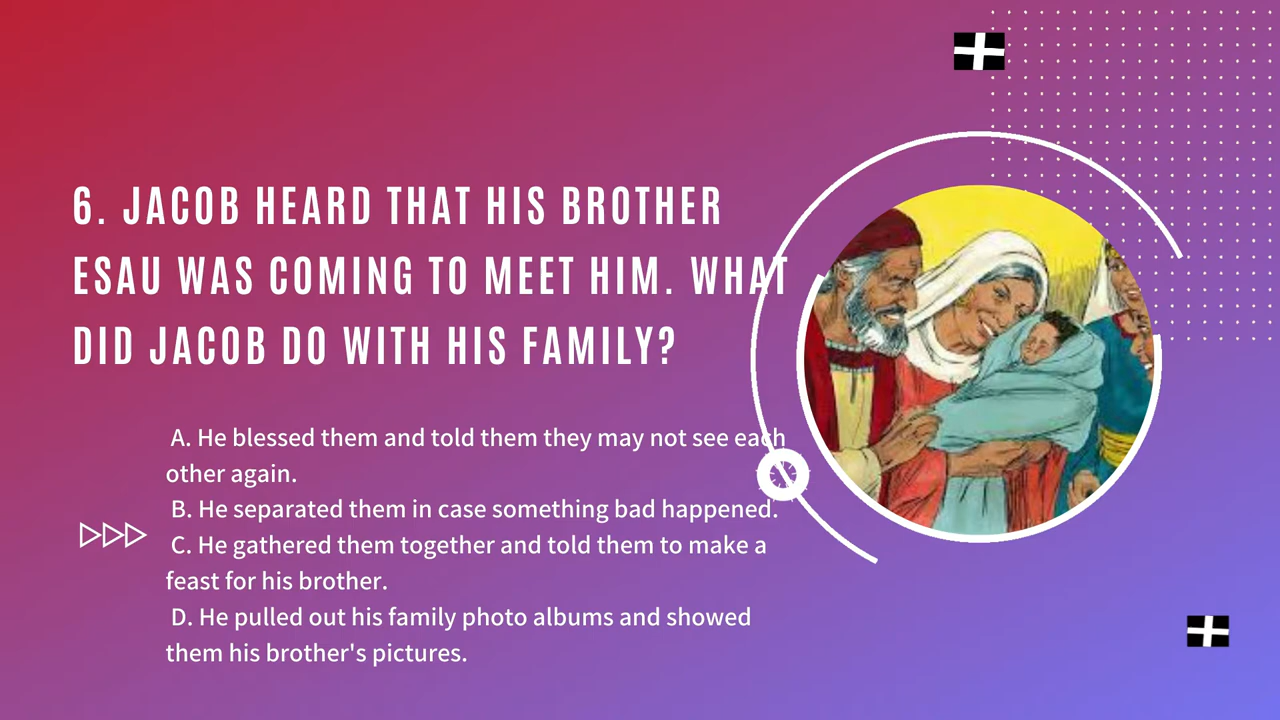 6. JACOB HEARD THAT HIS BROTHER
ESAU WAS COMING TO MEET HIM. WHAT
DID JACOB DO WITH HIS FAMILY?
A. He blessed them and told them they may not see each
other again.
B. He separated them in case something bad happened.
C. He gathered them together and told them to make a
feast for his brother.
D. He pulled out his family photo albums and showed
them his brother's pictures.